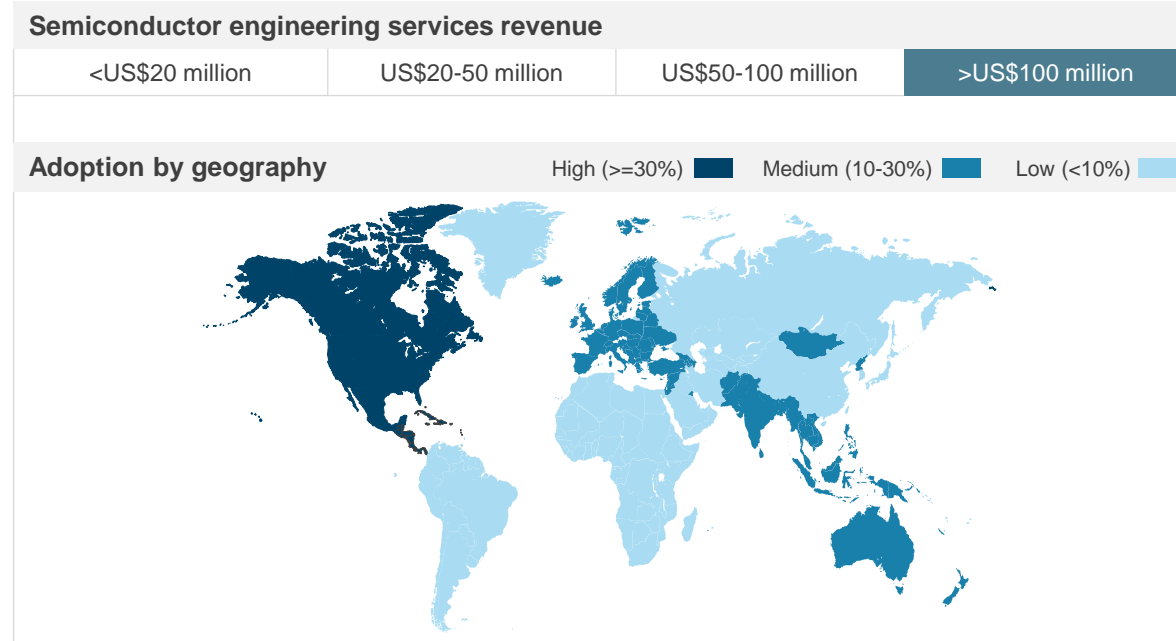 Semiconductor engineering services revenue
<US$20 million US$20-50 million US$50-100 million >US$100 million
Adoption by geography High (>=30%) Medium (10-30%) Low (<10%)